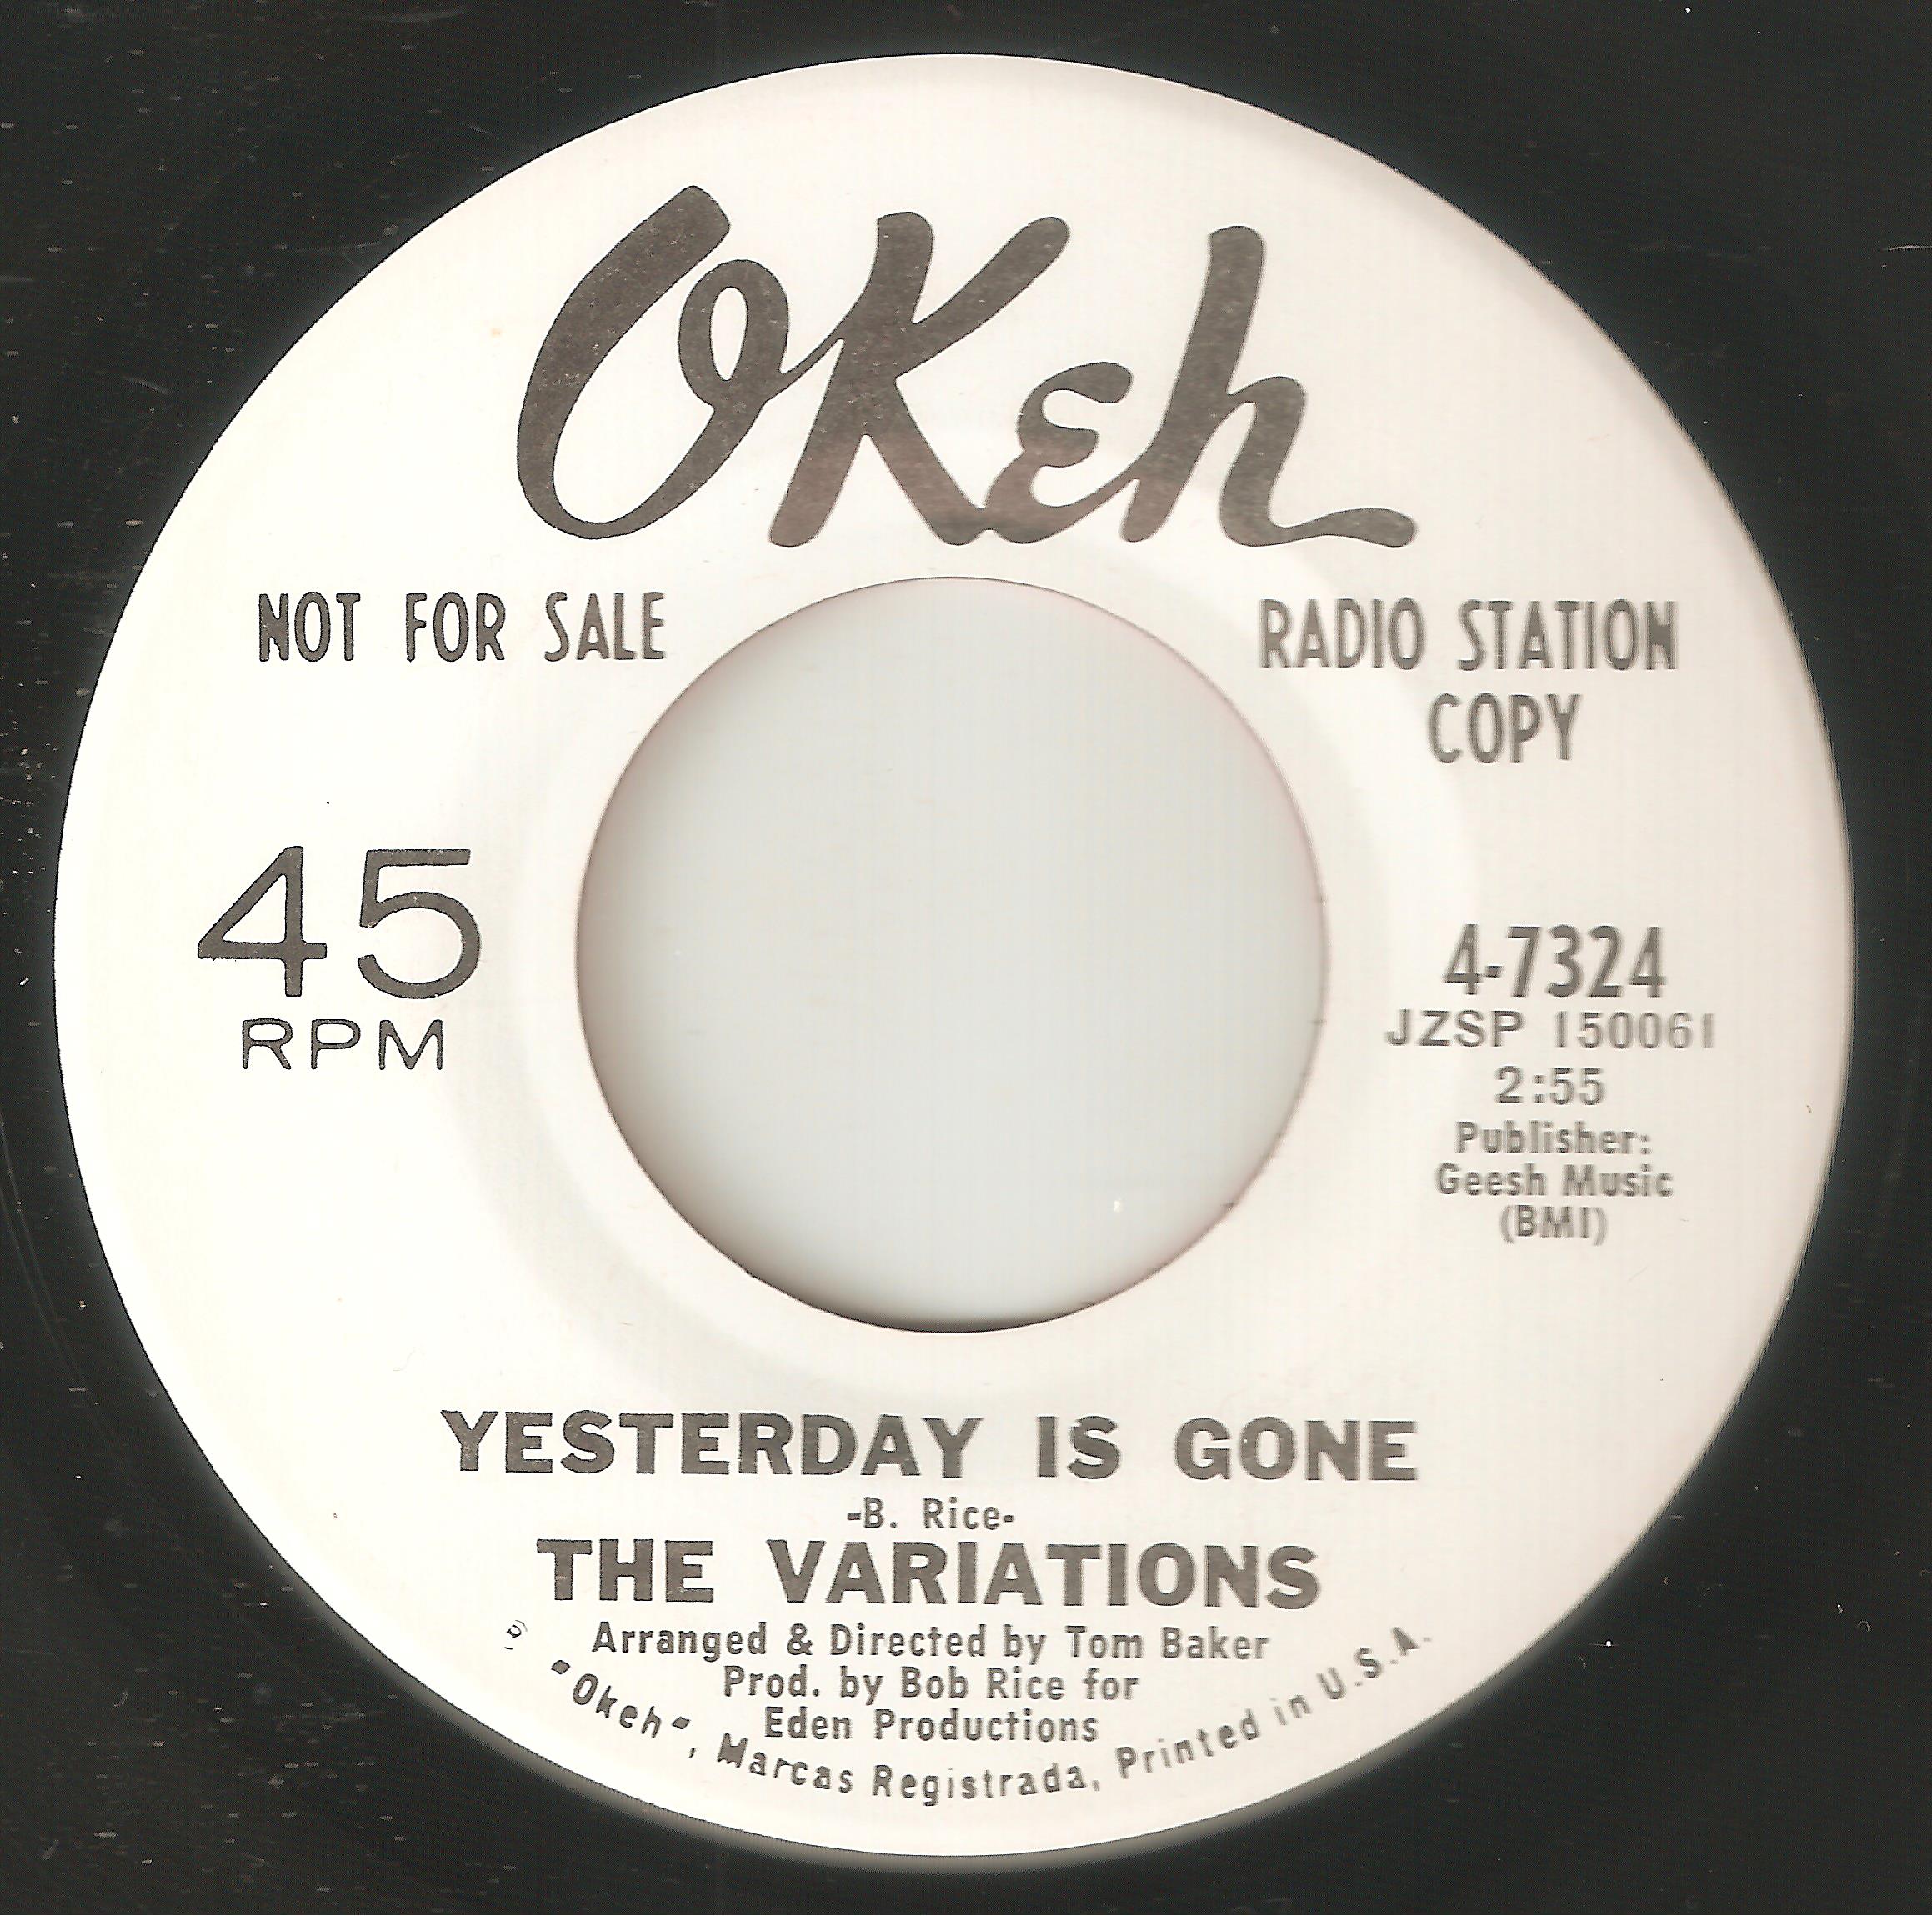 OKeh
NOT FOR SALE
RADIO STATION
COPY
45
RPM
4-7324
JZSP 150061
2:55
Publisher:
Geesh Music
(BMI)
YESTERDAY IS GONE
-B. Rice-
THE VARIATIONS
Arranged & Directed by Tom Baker
Prod. by Bob Rice for
Eden Productions
"Okeh", Marcas Registrada, Printed in U.S.A.